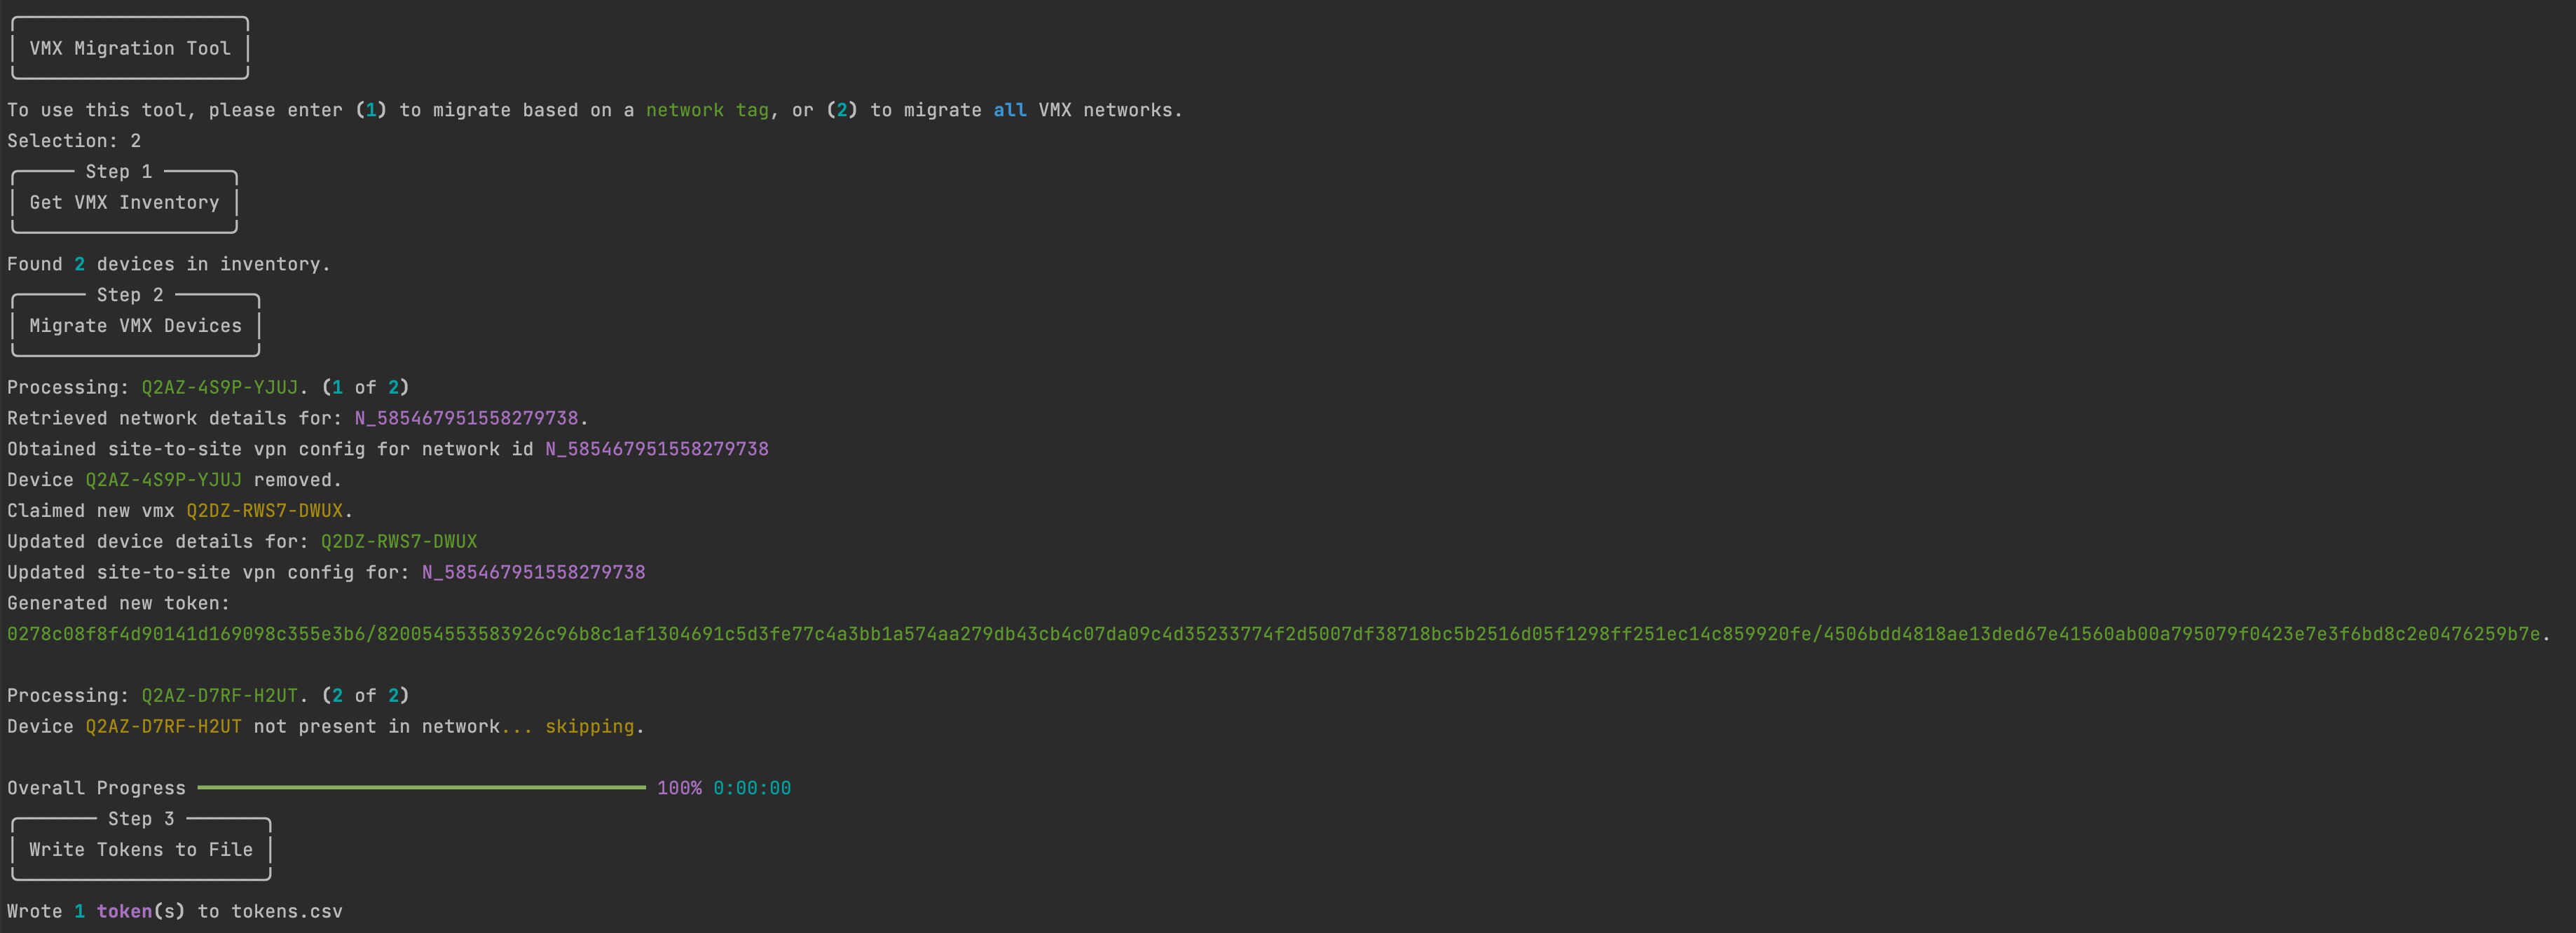 VMX Migration Tool
To use this tool, please enter (1) to migrate based on a network tag, or (2) to migrate all VMX networks.
Selection: 2
Step 1
Get VMX Inventory
Found 2 devices in inventory.
Step 2
Migrate VMX Devices
Processing: Q2AZ-4S9P-YJUJ. (1 of 2)
Retrieved network details for: N_585467951558279738.
Obtained site-to-site vpn config for network id N_585467951558279738
Device Q2AZ-4S9P-YJUJ removed.
Claimed new vmx Q2DZ-RWS7-DWUX.
Updated device details for: Q2DZ-RWS7-DWUX
Updated site-to-site vpn config for: N_585467951558279738
Generated new token:
0278c08f8f4d90141d169098c355e3b6/820054553583926c96b8c1af1304691c5d3fe77c4a3bb1a574aa279db43cb4c07da09c4d35233774f2d5007df38718bc5b2516d05f1298ff251ec14c859920fe/4506bdd4818ae13ded67e41560ab00a795079f0423e7e3f6bd8c2e0476259b7e.
Processing: Q2AZ-D7RF-H2UT. (2 of 2)
Device Q2AZ-D7RF-H2UT not present in network... skipping.
Overall Progress 100% 0:00:00
Step 3
Write Tokens to File
Wrote 1 token(s) to tokens.csv